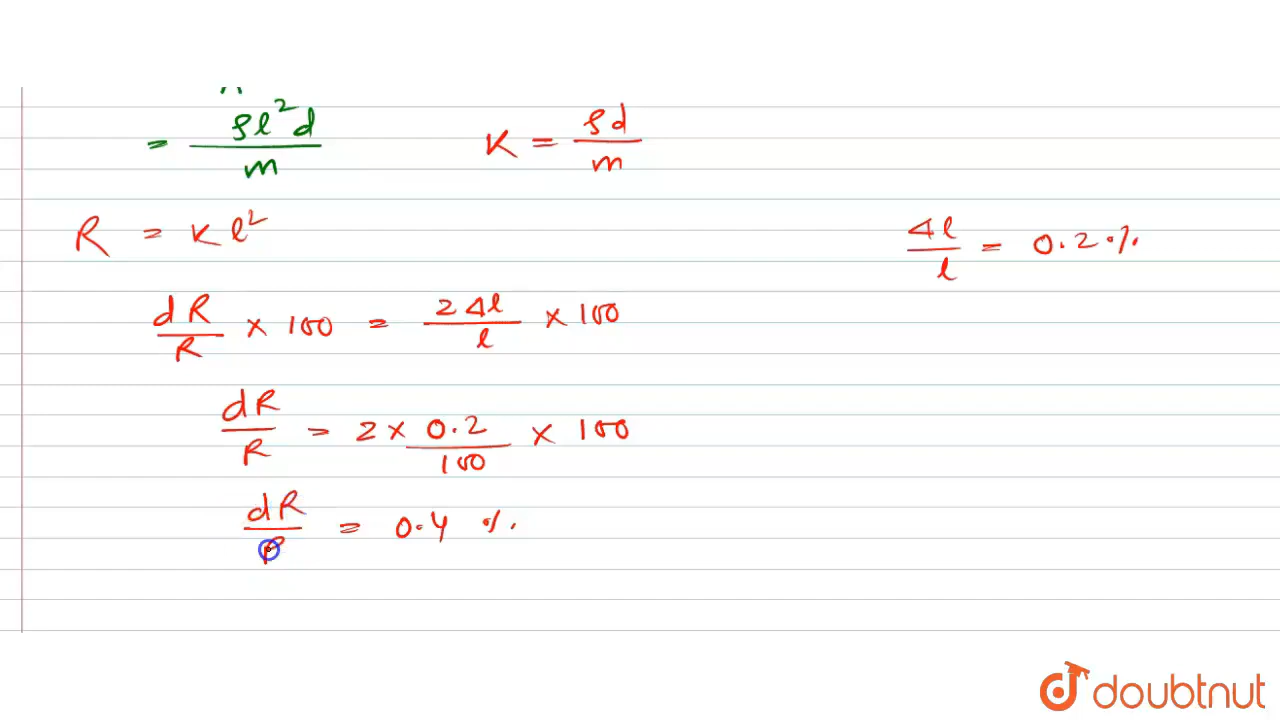 = ρl²d / m    K = ρd / m
R = K l²    Δl / l = 0.2 %
dR / R × 100 = 2Δl / l × 100
dR / R = 2 × 0.2 / 100 × 100
dR / R = 0.4 %
doubtnut